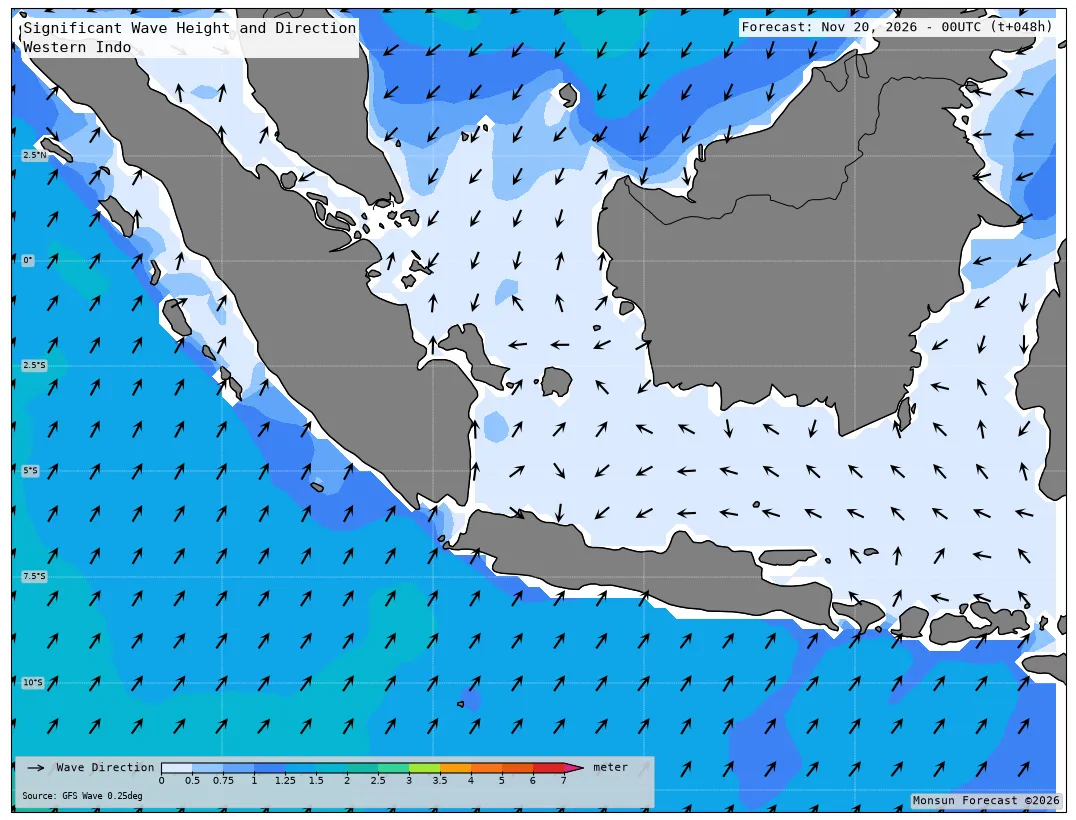 Significant Wave Height and Direction
Western Indo
Forecast: Nov 20, 2026 - 00UTC (t+048h)
2.5°N
0°
2.5°S
5°S
7.5°S
10°S
Wave Direction
meter
0 0.5 0.75 1 1.25 1.5 2 2.5 3 3.5 4 5 6 7
Source: GFS Wave 0.25deg
Monsun Forecast ©2026